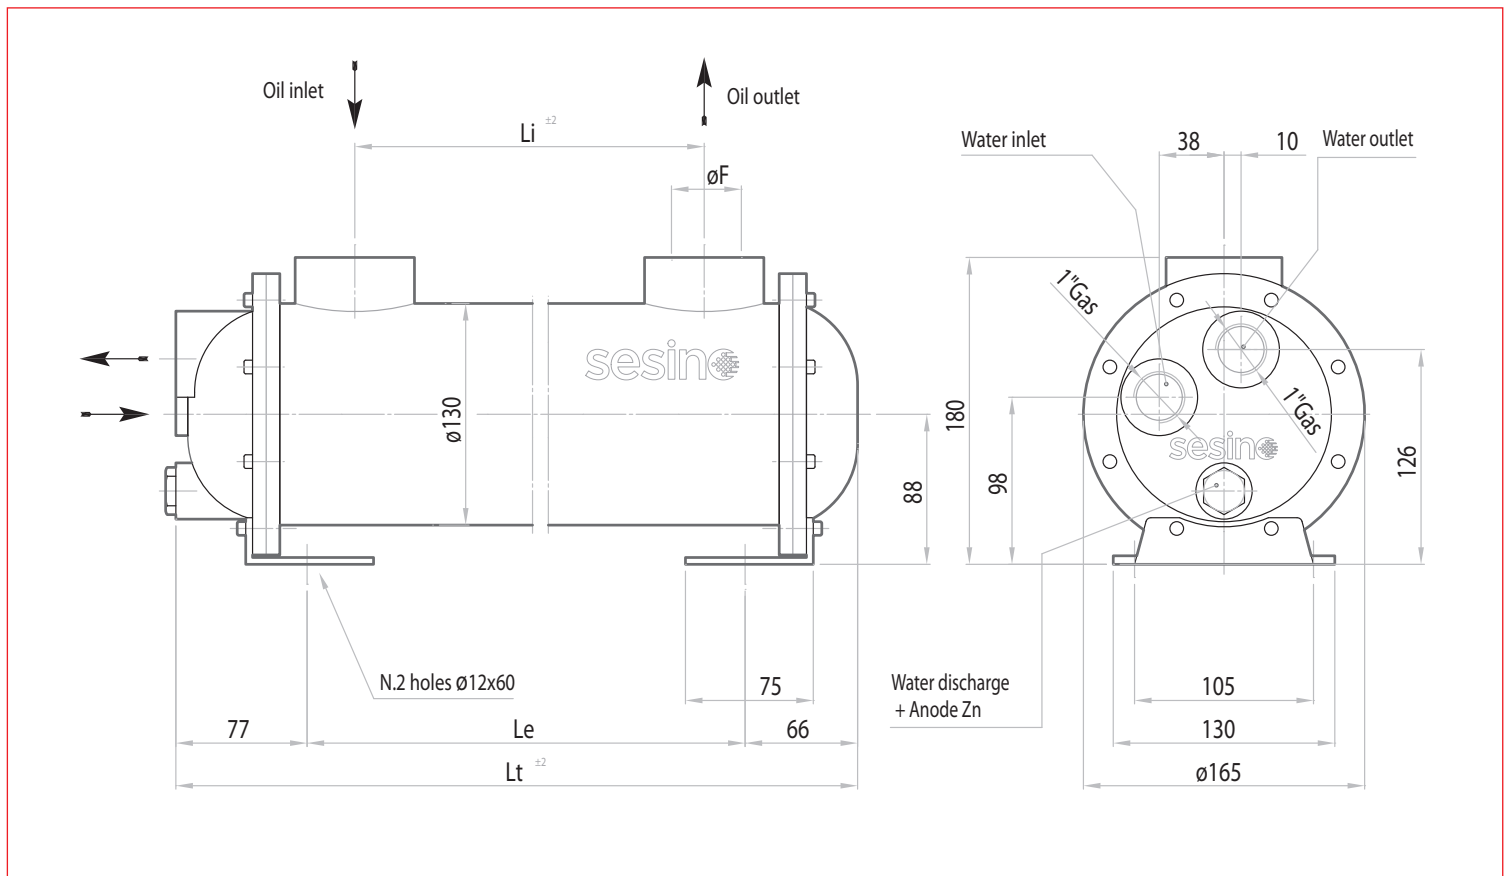 Oil inlet
Oil outlet
Li ±2
øF
Water inlet
38
10
Water outlet
1"Gas
1"Gas
sesino
sesino
ø130
88
180
98
126
N.2 holes Ø12x60
75
Water discharge
+ Anode Zn
105
77
Le
66
130
Lt ±2
ø165